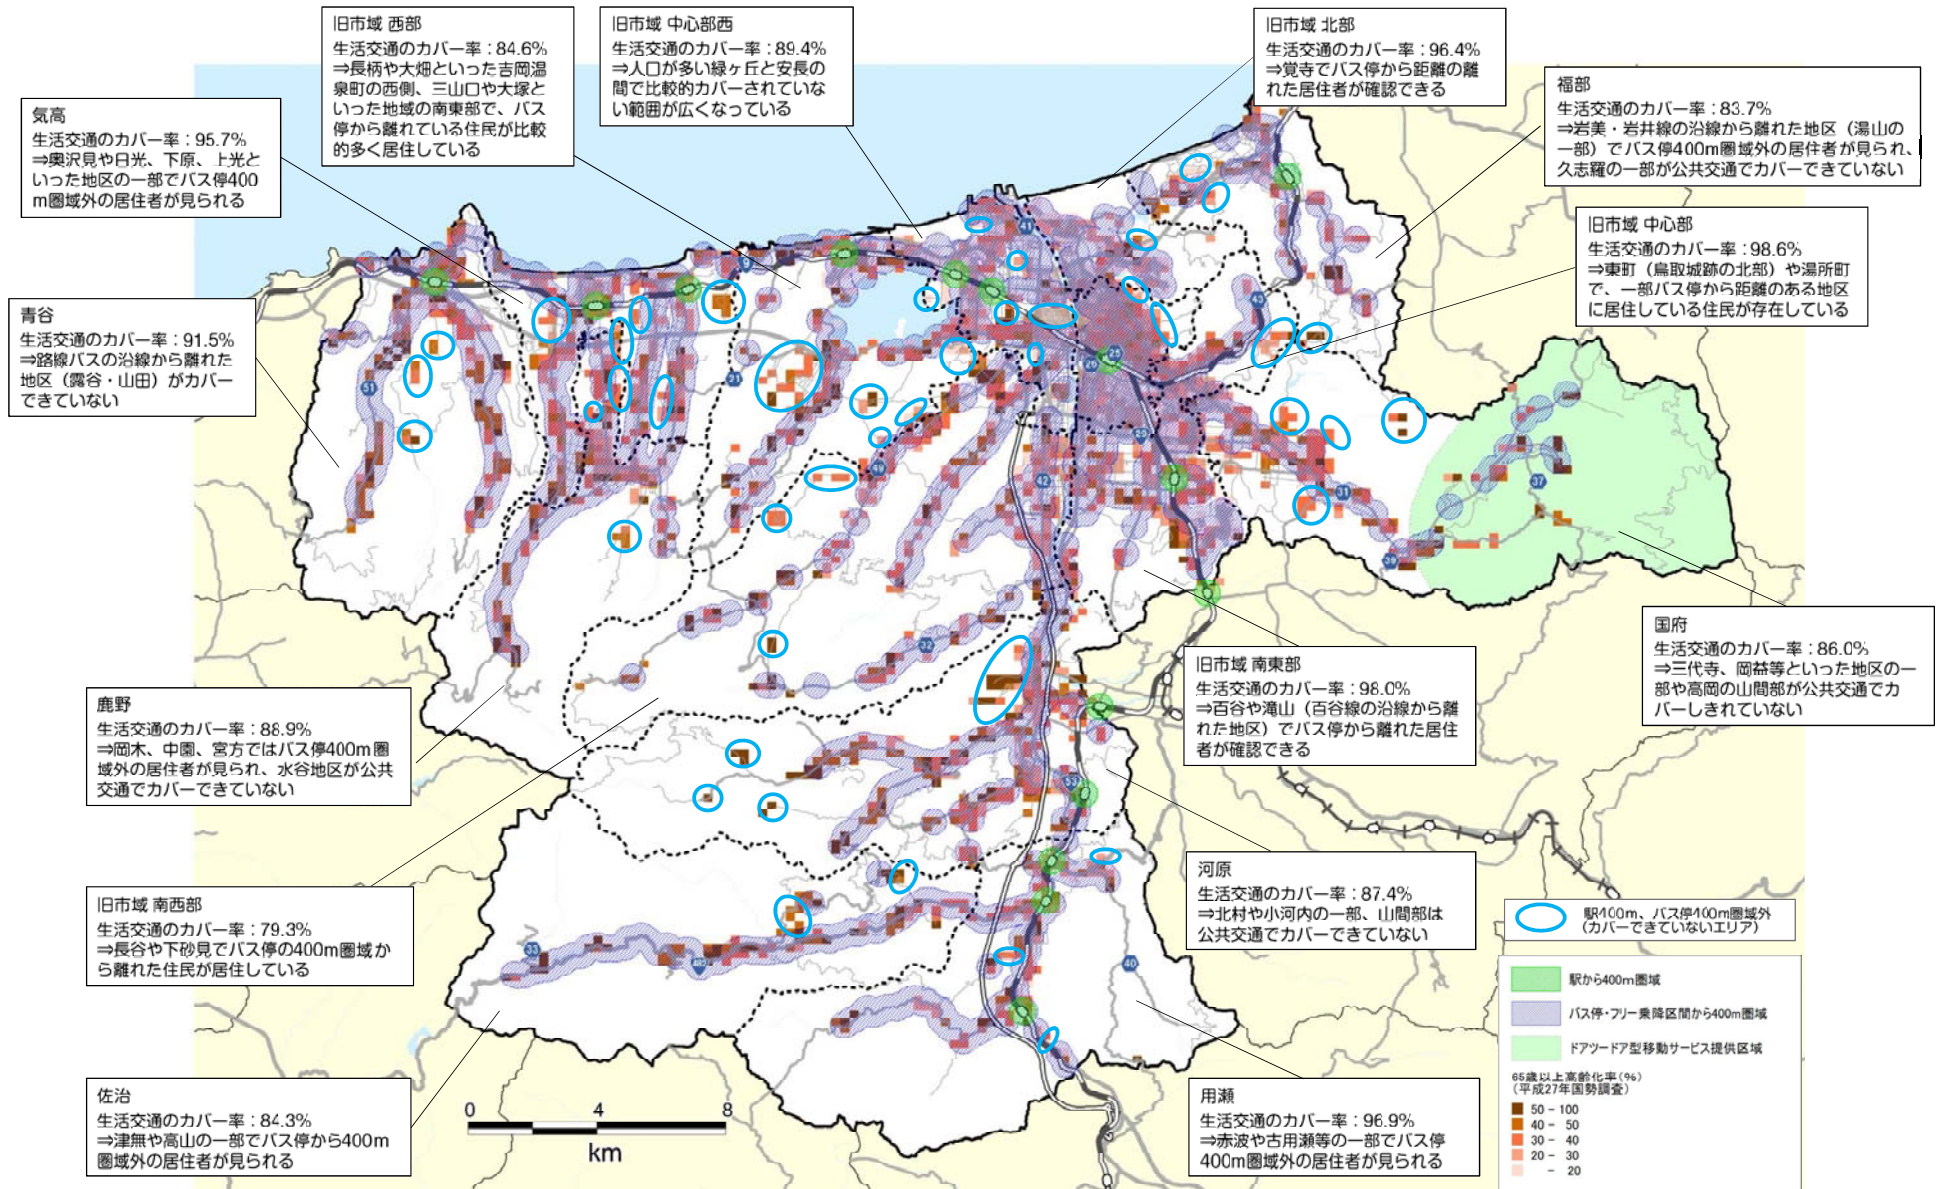 旧市域 西部
生活交通のカバー率：84.6%
⇒長柄や大畑といった吉岡温
泉町の西側、三山口や大塚と
いった地域の南東部で、バス
停から離れている住民が比較
的多く居住している
旧市域 中心部西
生活交通のカバー率：89.4%
⇒人口が多い緑ヶ丘と安長の
間で比較的カバーされていな
い範囲が広くなっている
旧市域 北部
生活交通のカバー率：96.4%
⇒覚寺でバス停から距離の離
れた居住者が確認できる
福部
生活交通のカバー率：83.7%
⇒岩美・岩井線の沿線から離れた地区（湯山の
一部）でバス停400m圏域外の居住者が見られ、
久志羅の一部が公共交通でカバーできていない
気高
生活交通のカバー率：95.7%
⇒奥沢見や日光、下原、上光と
いった地区の一部でバス停400
m圏域外の居住者が見られる
旧市域 中心部
生活交通のカバー率：98.6%
⇒東町（鳥取城跡の北部）や湯所町
で、一部バス停から距離のある地区
に居住している住民が存在している
青谷
生活交通のカバー率：91.5%
⇒路線バスの沿線から離れた
地区（露谷・山田）がカバー
できていない
国府
生活交通のカバー率：86.0%
⇒三代寺、岡益等といった地区の一
部や高岡の山間部が公共交通でカ
バーしきれていない
旧市域 南東部
生活交通のカバー率：98.0%
⇒百谷や滝山（百谷線の沿線から離
れた地区）でバス停から離れた居住
者が確認できる
鹿野
生活交通のカバー率：88.9%
⇒岡木、中園、宮方ではバス停400m圏
域外の居住者が見られ、水谷地区が公共
交通でカバーできていない
河原
生活交通のカバー率：87.4%
⇒北村や小河内の一部、山間部は
公共交通でカバーできていない
旧市域 南西部
生活交通のカバー率：79.3%
⇒長谷や下砂見でバス停の400m圏域か
ら離れた住民が居住している
佐治
生活交通のカバー率：84.3%
⇒津無や高山の一部でバス停から400m
圏域外の居住者が見られる
用瀬
生活交通のカバー率：96.9%
⇒赤波や古用瀬等の一部でバス停
400m圏域外の居住者が見られる
9
41
43
51
21
25
26
29
49
42
31
37
39
32
53
33
482
40
0 4 8
km
駅400m、バス停400m圏域外
（カバーできていないエリア）
駅から400m圏域
バス停・フリー乗降区間から400m圏域
ドアツードア型移動サービス提供区域
65歳以上高齢化率(%)
(平成27年国勢調査)
50 - 100
40 - 50
30 - 40
20 - 30
- 20